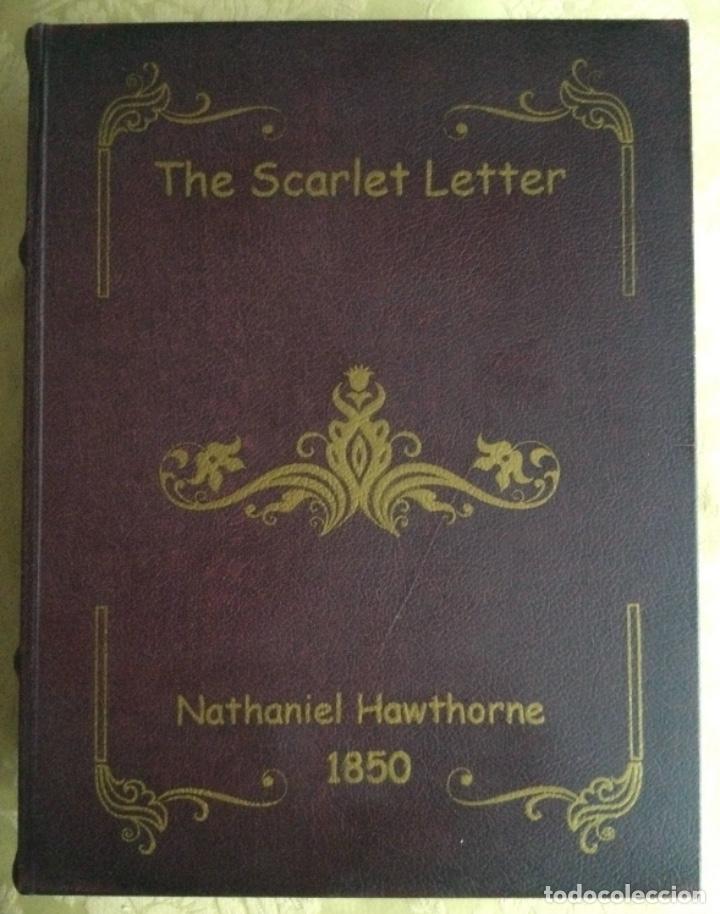 The Scarlet Letter
Nathaniel Hawthorne
1850
todocoleccion